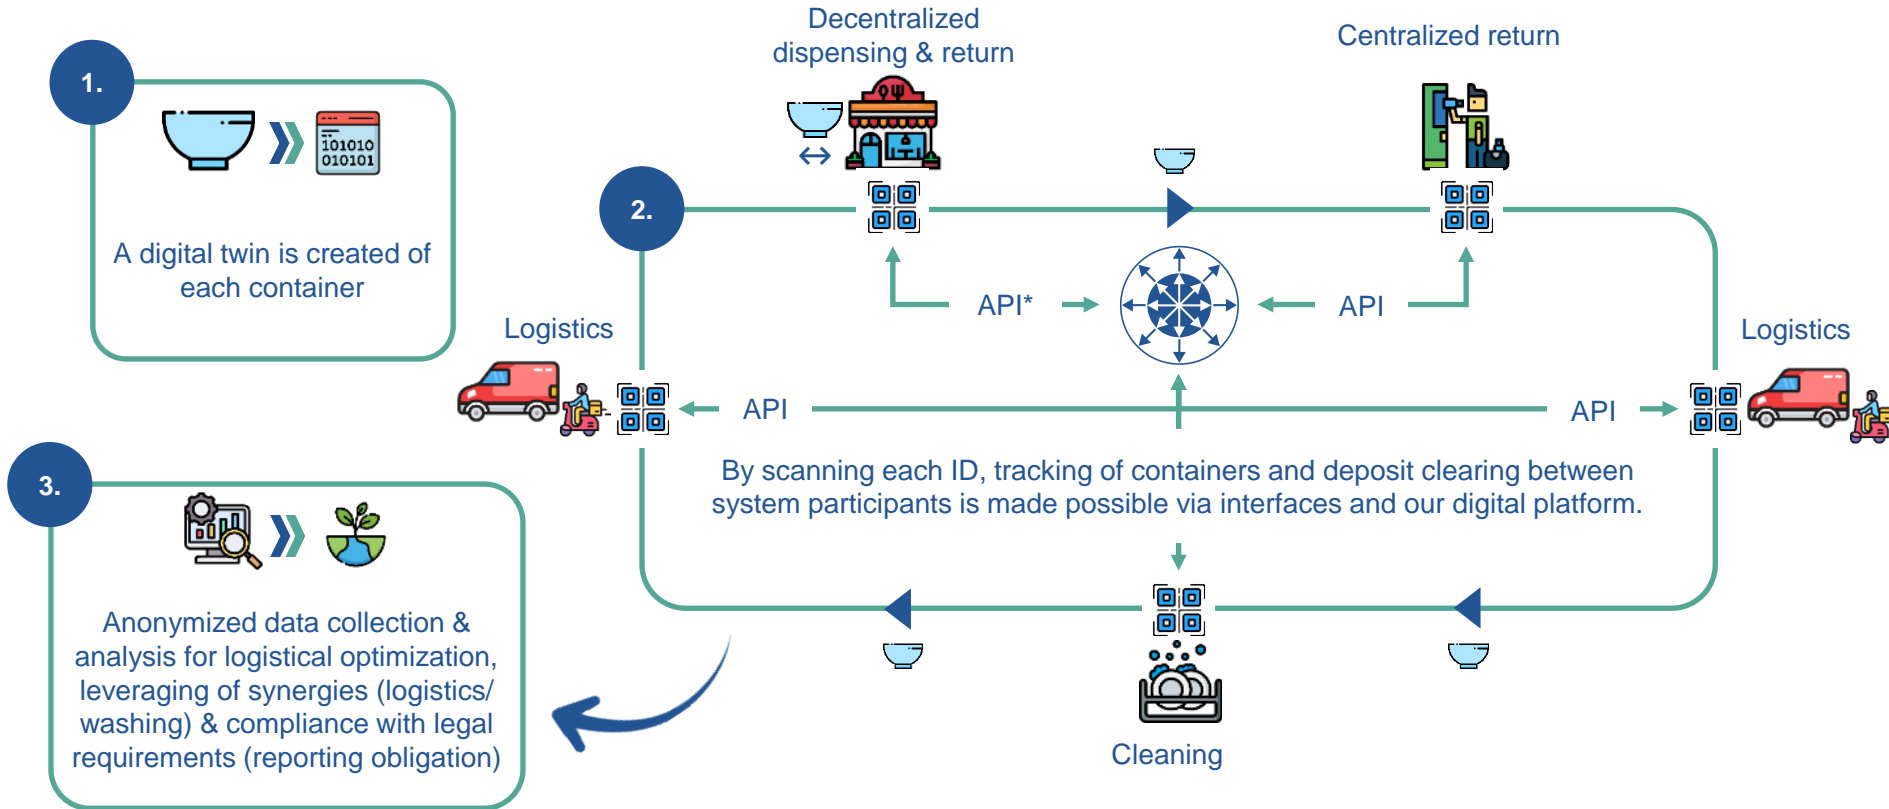 1.
101010
010101
A digital twin is created of
each container
Decentralized
dispensing & return
Centralized return
2.
API*
API
Logistics
Logistics
API
API
By scanning each ID, tracking of containers and deposit clearing between
system participants is made possible via interfaces and our digital platform.
Cleaning
3.
Anonymized data collection &
analysis for logistical optimization,
leveraging of synergies (logistics/
washing) & compliance with legal
requirements (reporting obligation)